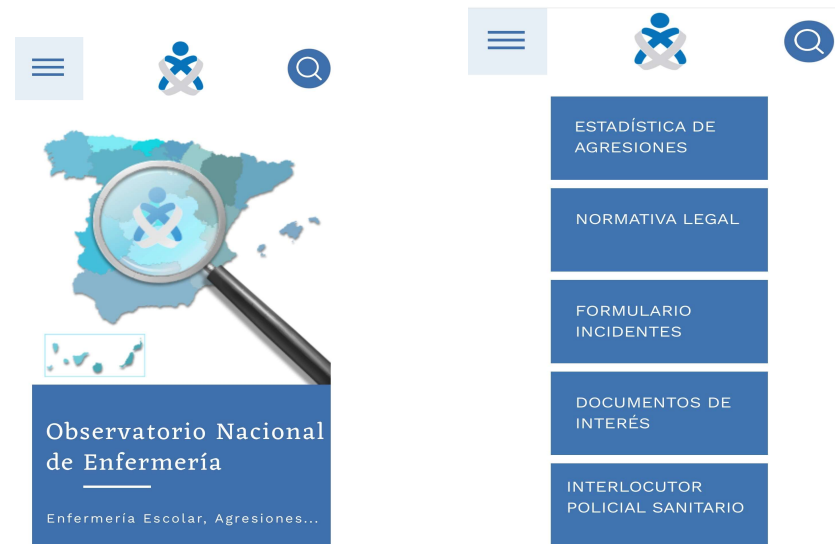 Observatorio Nacional
de Enfermería
Enfermería Escolar, Agresiones...
ESTADÍSTICA DE
AGRESIONES
NORMATIVA LEGAL
FORMULARIO
INCIDENTES
DOCUMENTOS DE
INTERÉS
INTERLOCUTOR
POLICIAL SANITARIO